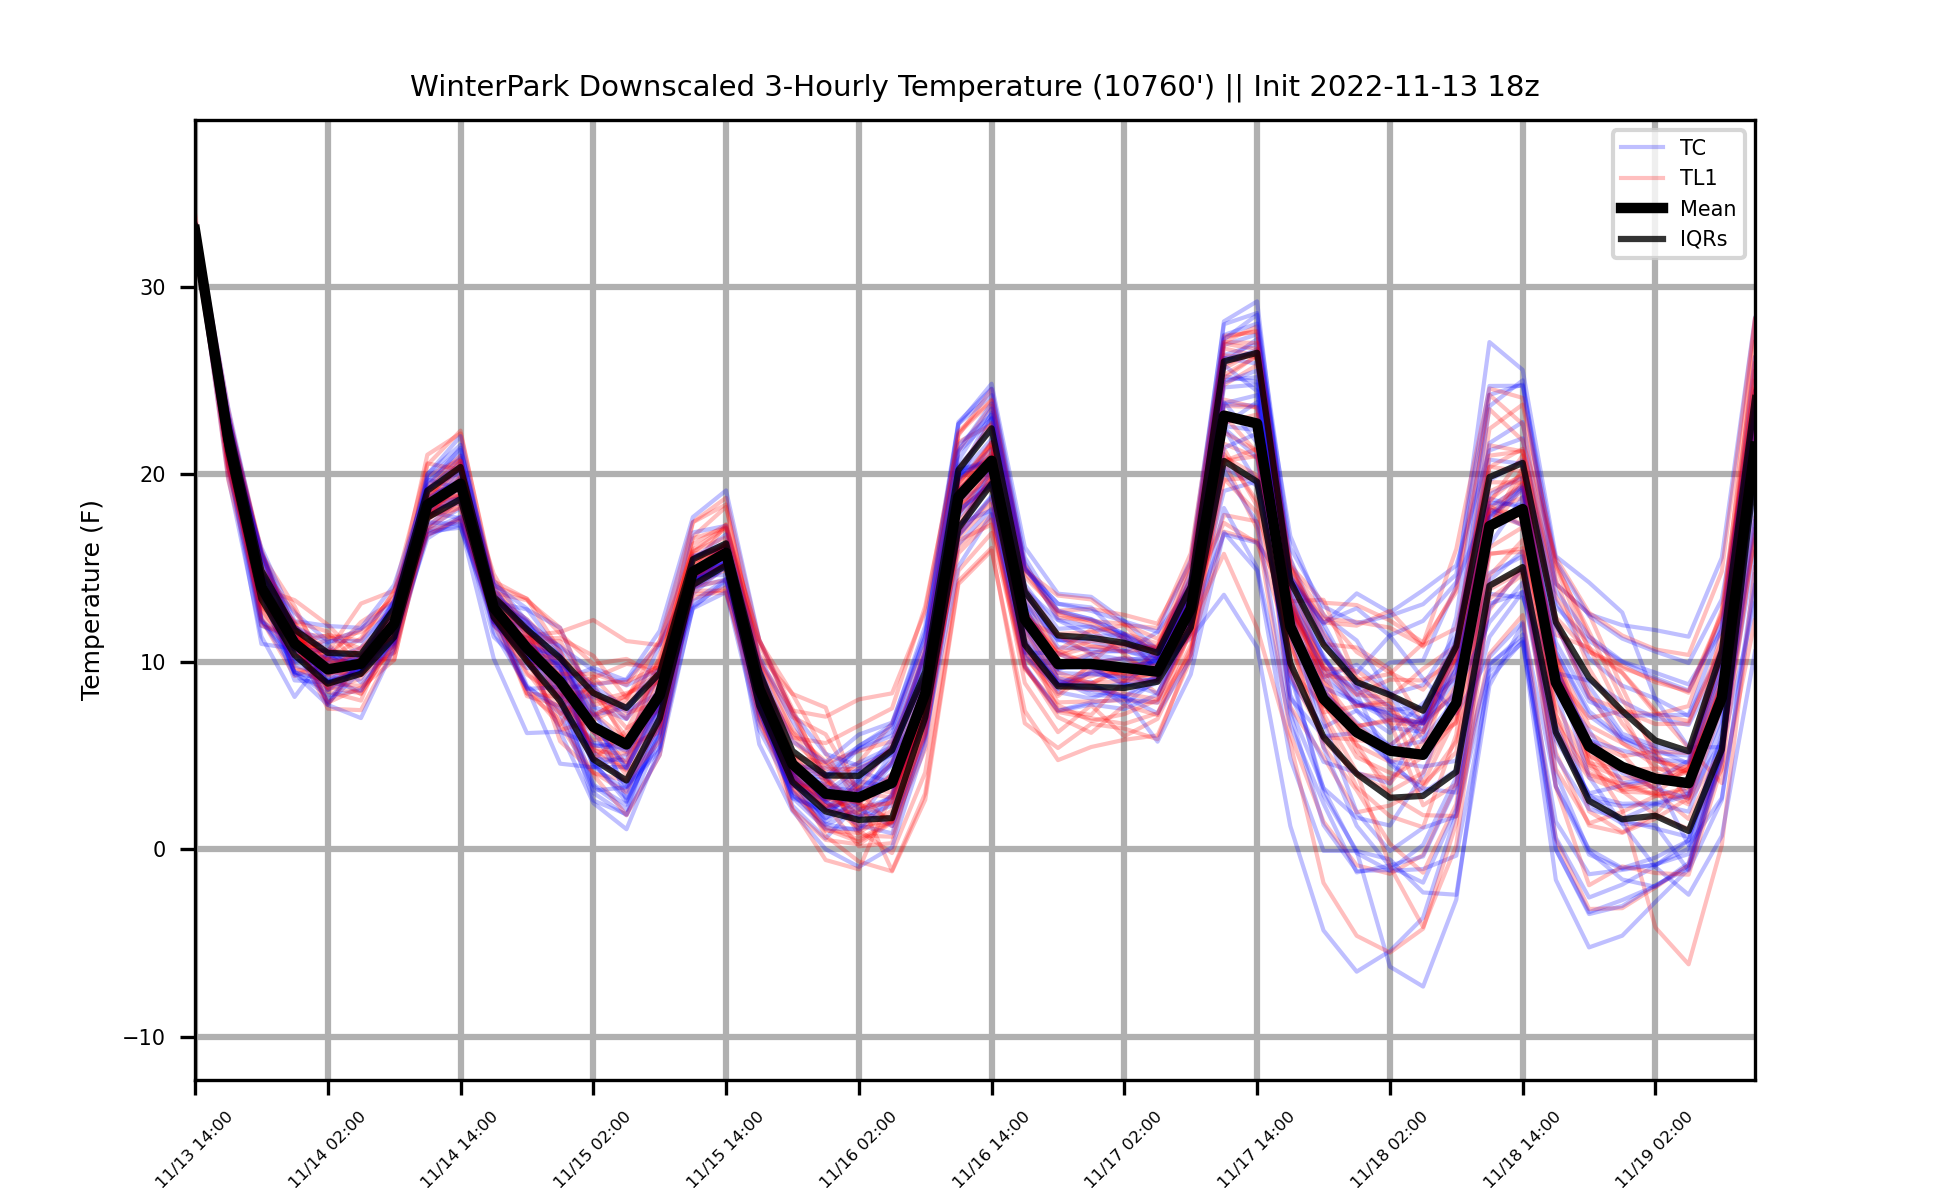 WinterPark Downscaled 3-Hourly Temperature (10760') || Init 2022-11-13 18z
TC
TL1
Mean
IQRs
Temperature (F)
30
20
10
0
−10
11/13 14:00
11/14 02:00
11/14 14:00
11/15 02:00
11/15 14:00
11/16 02:00
11/16 14:00
11/17 02:00
11/17 14:00
11/18 02:00
11/18 14:00
11/19 02:00